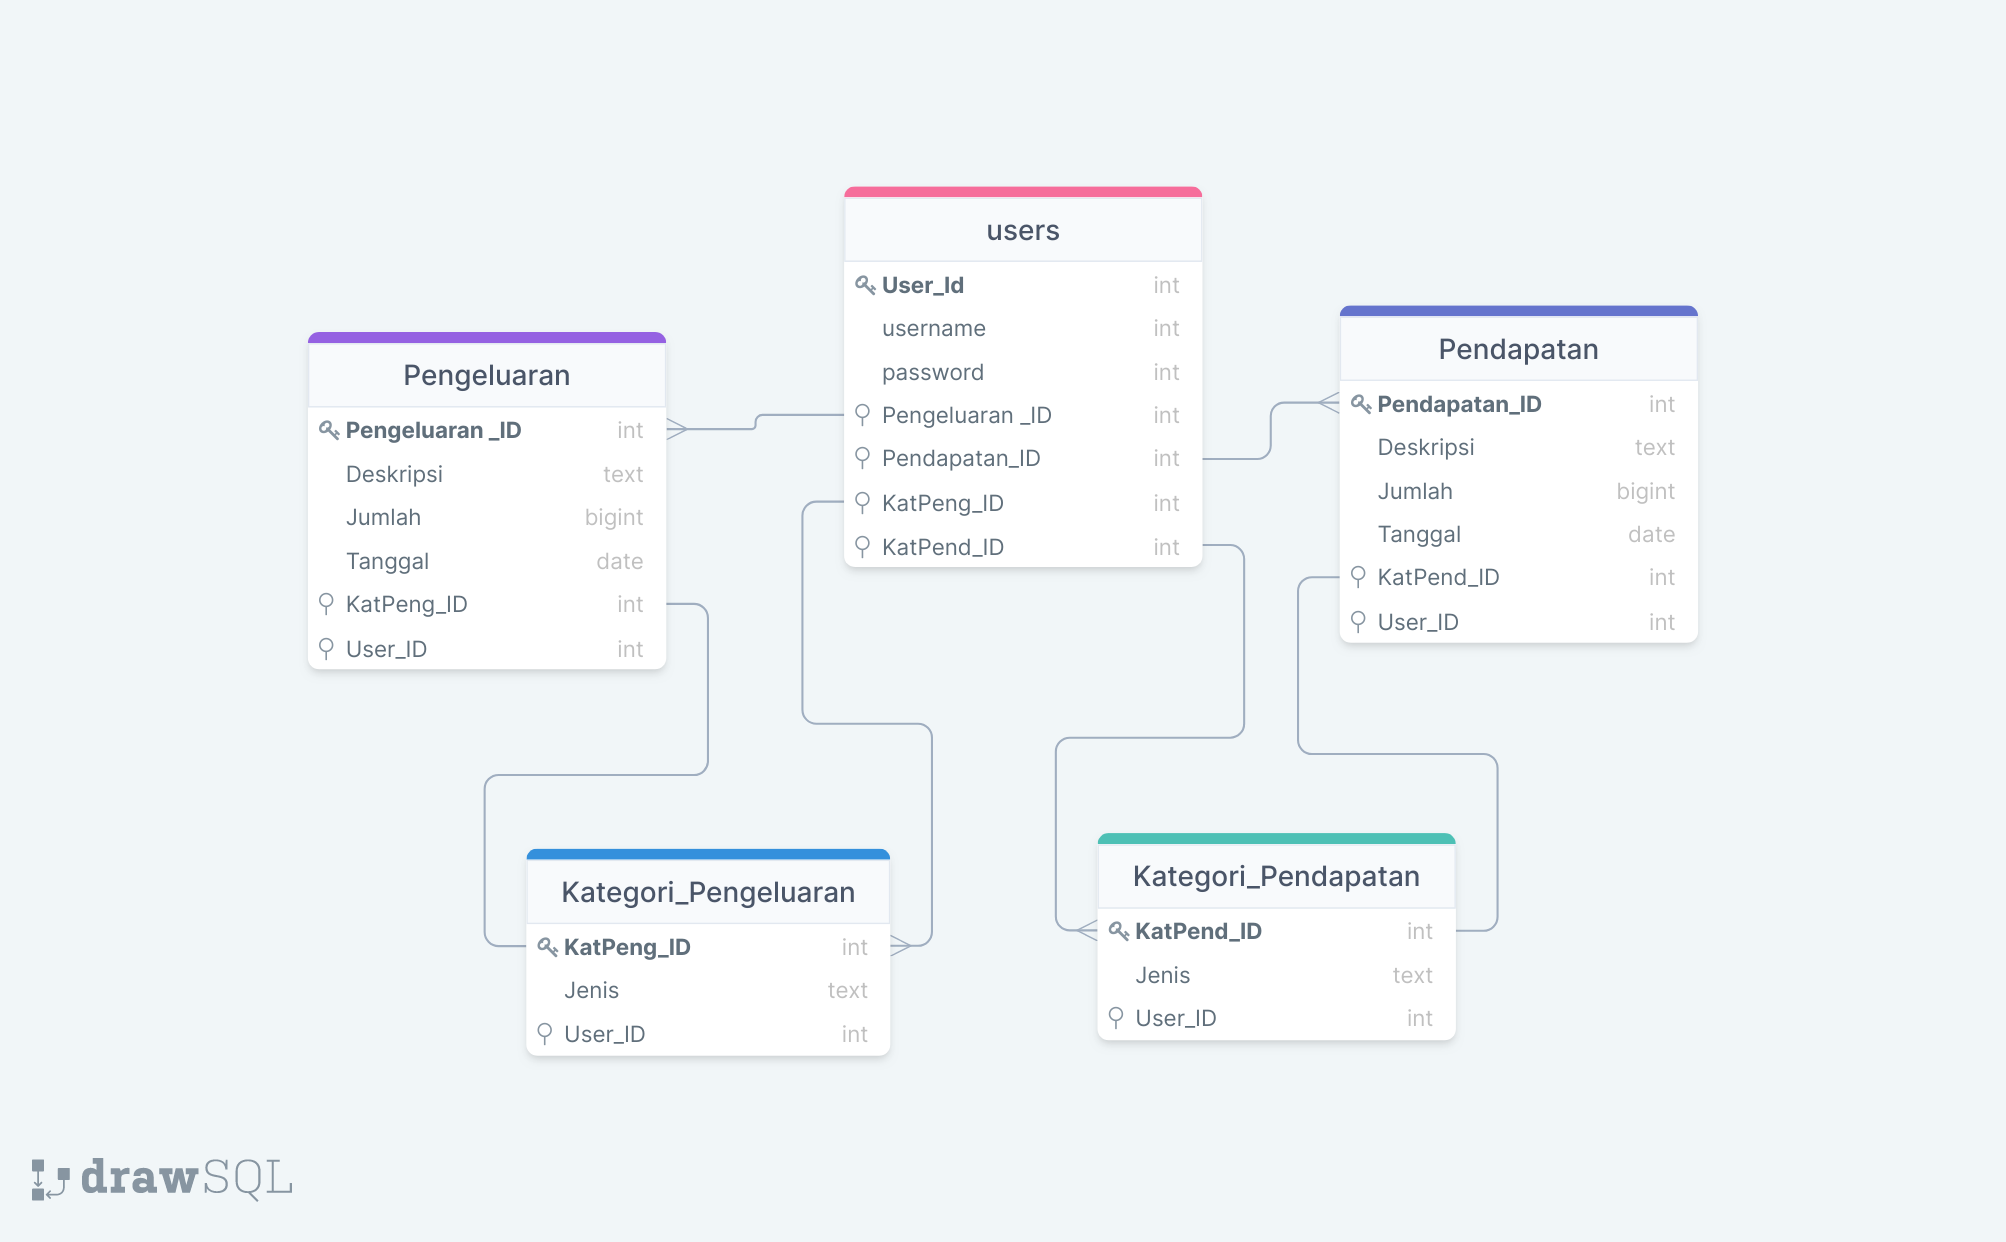 users
User_Id int
username int
password int
Pengeluaran _ID int
Pendapatan_ID int
KatPeng_ID int
KatPend_ID int
Pengeluaran
Pengeluaran _ID int
Deskripsi text
Jumlah bigint
Tanggal date
KatPeng_ID int
User_ID int
Pendapatan
Pendapatan_ID int
Deskripsi text
Jumlah bigint
Tanggal date
KatPend_ID int
User_ID int
Kategori_Pengeluaran
KatPeng_ID int
Jenis text
User_ID int
Kategori_Pendapatan
KatPend_ID int
Jenis text
User_ID int
drawSQL